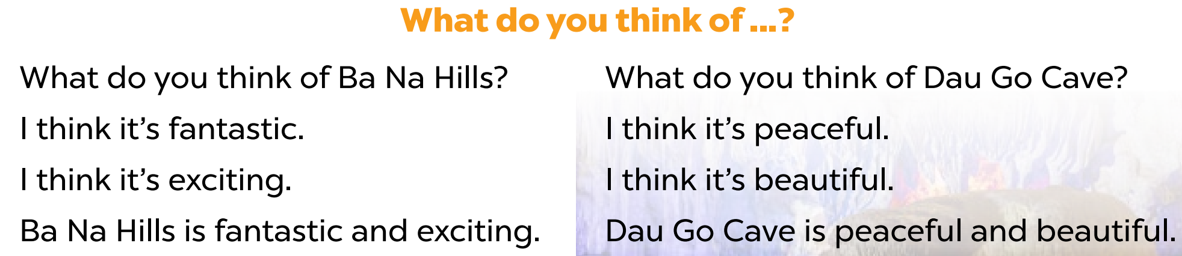 What do you think of ...?
What do you think of Ba Na Hills?
I think it's fantastic.
I think it's exciting.
Ba Na Hills is fantastic and exciting.
What do you think of Dau Go Cave?
I think it's peaceful.
I think it's beautiful.
Dau Go Cave is peaceful and beautiful.